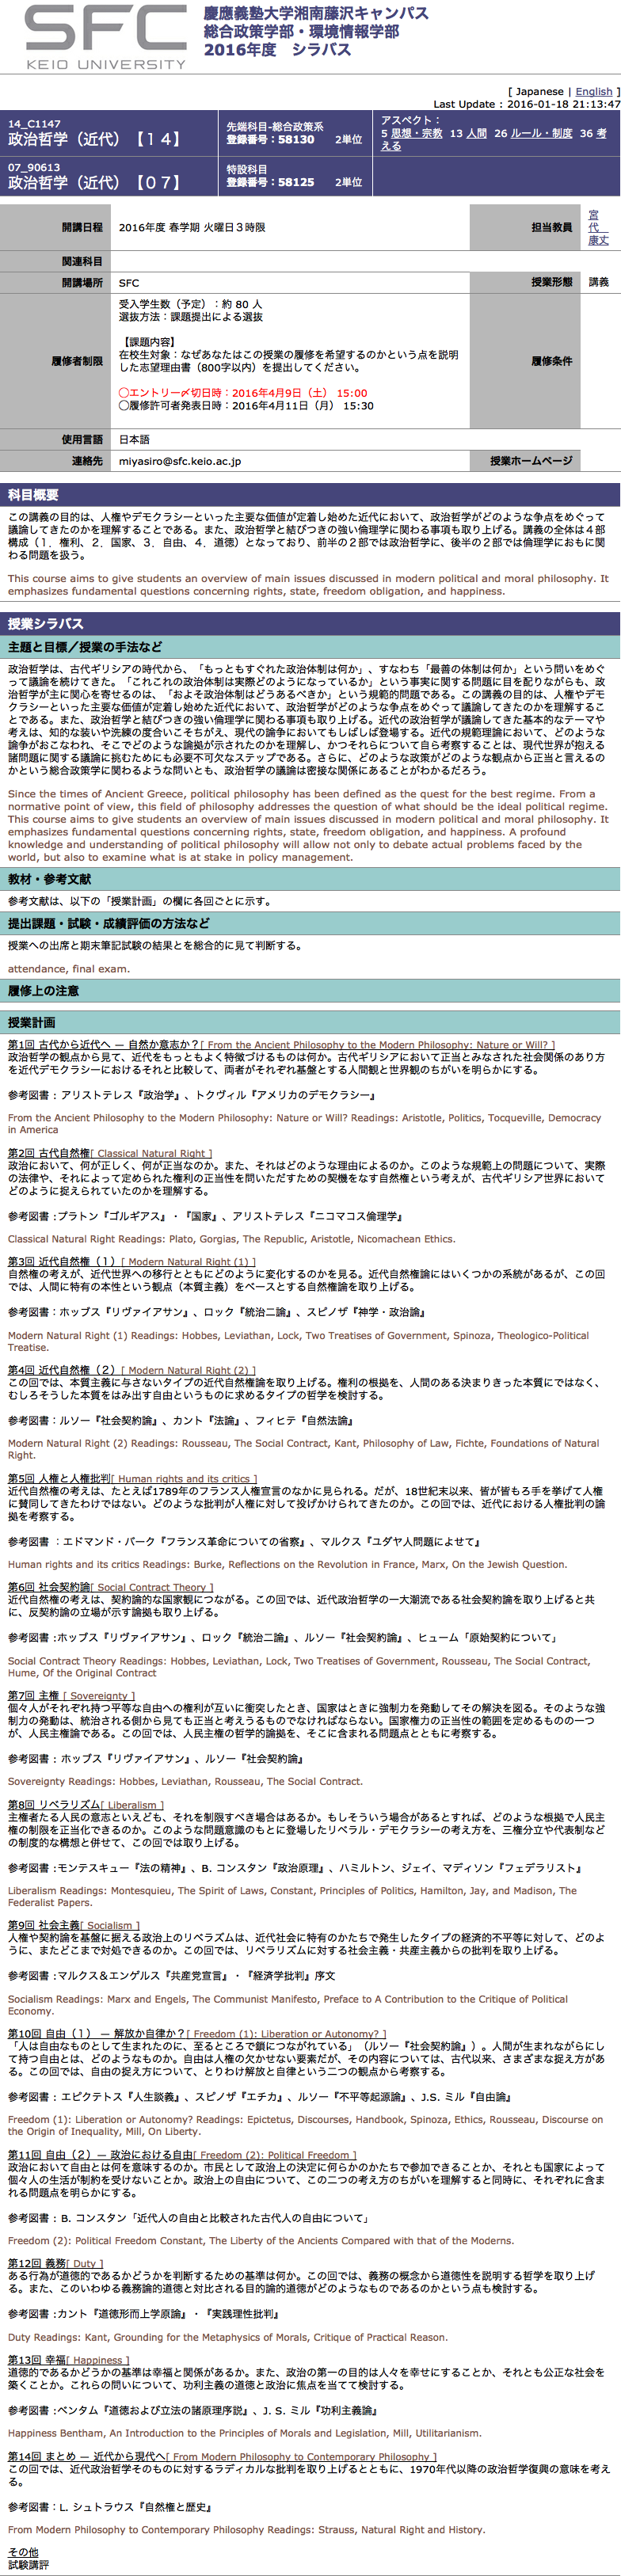 SFC
KEIO UNIVERSITY
慶應義塾大学湘南藤沢キャンパス
総合政策学部・環境情報学部
2016年度　シラバス
[ Japanese | English ]
Last Update : 2016-01-18 21:13:47
14_C1147
政治哲学（近代）【１４】
先端科目-総合政策系
登録番号：58130　　2単位
アスペクト：
5 思想・宗教　13 人間　26 ルール・制度　36 考
える
07_90613
政治哲学（近代）【０７】
特設科目
登録番号：58125　　2単位
開講日程
2016年度 春学期 火曜日３時限
担当教員
宮
代
康丈
関連科目
開講場所
SFC
授業形態
講義
履修者制限
受入学生数（予定）：約 80 人
選抜方法：課題提出による選抜
【課題内容】
在校生対象：なぜあなたはこの授業の履修を希望するのかという点を説明
した志望理由書（800字以内）を提出してください。
◯エントリー〆切日時：2016年4月9日（土） 15:00
◯履修許可者発表日時：2016年4月11日（月） 15:30
履修条件
使用言語
日本語
連絡先
miyasiro@sfc.keio.ac.jp
授業ホームページ
科目概要
この講義の目的は、人権やデモクラシーといった主要な価値が定着し始めた近代において、政治哲学がどのような争点をめぐって
議論してきたのかを理解することである。また、政治哲学と結びつきの強い倫理学に関わる事項も取り上げる。講義の全体は４部
構成（１．権利、２．国家、３．自由、４．道徳）となっており、前半の２部では政治哲学に、後半の２部では倫理学におもに関
わる問題を扱う。
This course aims to give students an overview of main issues discussed in modern political and moral philosophy. It
emphasizes fundamental questions concerning rights, state, freedom obligation, and happiness.
授業シラバス
主題と目標／授業の手法など
政治哲学は、古代ギリシアの時代から、「もっともすぐれた政治体制は何か」、すなわち「最善の体制は何か」という問いをめぐ
って議論を続けてきた。「これこれの政治体制は実際どのようになっているか」という事実に関する問題に目を配りながらも、政
治哲学が主に関心を寄せるのは、「およそ政治体制はどうあるべきか」という規範的問題である。この講義の目的は、人権やデモ
クラシーといった主要な価値が定着し始めた近代において、政治哲学がどのような争点をめぐって議論してきたのかを理解するこ
とである。また、政治哲学と結びつきの強い倫理学に関わる事項も取り上げる。近代の政治哲学が議論してきた基本的なテーマや
考えは、知的な装いや洗練の度合いこそちがえ、現代の論争においてもしばしば登場する。近代の規範理論において、どのような
論争がおこなわれ、そこでどのような論拠が示されたのかを理解し、かつそれらについて自ら考察することは、現代世界が抱える
諸問題に関する議論に挑むためにも必要不可欠なステップである。さらに、どのような政策がどのような観点から正当と言えるの
かという総合政策学に関わるような問いとも、政治哲学の議論は密接な関係にあることがわかるだろう。
Since the times of Ancient Greece, political philosophy has been defined as the quest for the best regime. From a
normative point of view, this field of philosophy addresses the question of what should be the ideal political regime.
This course aims to give students an overview of main issues discussed in modern political and moral philosophy. It
emphasizes fundamental questions concerning rights, state, freedom obligation, and happiness. A profound
knowledge and understanding of political philosophy will allow not only to debate actual problems faced by the
world, but also to examine what is at stake in policy management.
教材・参考文献
参考文献は、以下の「授業計画」の欄に各回ごとに示す。
提出課題・試験・成績評価の方法など
授業への出席と期末筆記試験の結果とを総合的に見て判断する。
attendance, final exam.
履修上の注意
授業計画
第1回 古代から近代へ — 自然か意志か？[ From the Ancient Philosophy to the Modern Philosophy: Nature or Will? ]
政治哲学の観点から見て、近代をもっともよく特徴づけるものは何か。古代ギリシアにおいて正当とみなされた社会関係のあり方
を近代デモクラシーにおけるそれと比較して、両者がそれぞれ基盤とする人間観と世界観のちがいを明らかにする。
参考図書：アリストテレス『政治学』、トクヴィル『アメリカのデモクラシー』
From the Ancient Philosophy to the Modern Philosophy: Nature or Will? Readings: Aristotle, Politics, Tocqueville, Democracy
in America
第2回 古代自然権[ Classical Natural Right ]
政治において、何が正しく、何が正当なのか。また、それはどのような理由によるのか。このような規範上の問題について、実際
の法律や、それによって定められた権利の正当性を問いただすための契機をなす自然権という考えが、古代ギリシア世界において
どのように捉えられていたのかを理解する。
参考図書：プラトン『ゴルギアス』・『国家』、アリストテレス『ニコマコス倫理学』
Classical Natural Right Readings: Plato, Gorgias, The Republic, Aristotle, Nicomachean Ethics.
第3回 近代自然権（１）[ Modern Natural Right (1) ]
自然権の考えが、近代世界への移行とともにどのように変化するのかを見る。近代自然権論にはいくつかの系統があるが、この回
では、人間に特有の本性という観点（本質主義）をベースとする自然権論を取り上げる。
参考図書：ホッブス『リヴァイアサン』、ロック『統治二論』、スピノザ『神学・政治論』
Modern Natural Right (1) Readings: Hobbes, Leviathan, Lock, Two Treatises of Government, Spinoza, Theologico-Political
Treatise.
第4回 近代自然権（２）[ Modern Natural Right (2) ]
この回では、本質主義に与さないタイプの近代自然権論を取り上げる。権利の根拠を、人間のある決まりきった本質にではなく、
むしろそうした本質をはみ出す自由というものに求めるタイプの哲学を検討する。
参考図書：ルソー『社会契約論』、カント『法論』、フィヒテ『自然法論』
Modern Natural Right (2) Readings: Rousseau, The Social Contract, Kant, Philosophy of Law, Fichte, Foundations of Natural
Right.
第5回 人権と人権批判[ Human rights and its critics ]
近代自然権の考えは、たとえば1789年のフランス人権宣言のなかに見られる。だが、18世紀末以来、皆が皆もろ手を挙げて人権
に賛同してきたわけではない。どのような批判が人権に対して投げかけられてきたのか。この回では、近代における人権批判の論
拠を考察する。
参考図書 ：エドマンド・バーク『フランス革命についての省察』、マルクス『ユダヤ人問題によせて』
Human rights and its critics Readings: Burke, Reflections on the Revolution in France, Marx, On the Jewish Question.
第6回 社会契約論[ Social Contract Theory ]
近代自然権の考えは、契約論的な国家観につながる。この回では、近代政治哲学の一大潮流である社会契約論を取り上げると共
に、反契約論の立場が示す論拠も取り上げる。
参考図書：ホッブス『リヴァイアサン』、ロック『統治二論』、ルソー『社会契約論』、ヒューム「原始契約について」
Social Contract Theory Readings: Hobbes, Leviathan, Lock, Two Treatises of Government, Rousseau, The Social Contract,
Hume, Of the Original Contract
第7回 主権 [ Sovereignty ]
個々人がそれぞれ持つ平等な自由への権利が互いに衝突したとき、国家はときに強制力を発動してその解決を図る。そのような強
制力の発動は、統治される側から見ても正当と考えうるものでなければならない。国家権力の正当性の範囲を定めるものの一つ
が、人民主権論である。この回では、人民主権の哲学的論拠を、そこに含まれる問題点とともに考察する。
参考図書：ホッブス『リヴァイアサン』、ルソー『社会契約論』
Sovereignty Readings: Hobbes, Leviathan, Rousseau, The Social Contract.
第8回 リベラリズム[ Liberalism ]
主権者たる人民の意志といえども、それを制限すべき場合はあるか。もしそういう場合があるとすれば、どのような根拠で人民主
権の制限を正当化できるのか。このような問題意識のもとに登場したリベラル・デモクラシーの考え方を、三権分立や代表制など
の制度的な構想と併せて、この回では取り上げる。
参考図書：モンテスキュー『法の精神』、B. コンスタン『政治原理』、ハミルトン、ジェイ、マディソン『フェデラリスト』
Liberalism Readings: Montesquieu, The Spirit of Laws, Constant, Principles of Politics, Hamilton, Jay, and Madison, The
Federalist Papers.
第9回 社会主義[ Socialism ]
人権や契約論を基盤に据える政治上のリベラリズムは、近代社会に特有のかたちで発生したタイプの経済的不平等に対して、どのよ
うに、またどこまで対処できるのか。この回では、リベラリズムに対する社会主義・共産主義からの批判を取り上げる。
参考図書：マルクス＆エンゲルス『共産党宣言』・『経済学批判』序文
Socialism Readings: Marx and Engels, The Communist Manifesto, Preface to A Contribution to the Critique of Political
Economy.
第10回 自由（１） — 解放か自律か？[ Freedom (1): Liberation or Autonomy? ]
「人は自由なものとして生まれたのに、至るところで鎖につながれている」（ルソー『社会契約論』）。人間が生まれながらにし
て持つ自由とは、どのようなものか。自由は人権の欠かせない要素だが、その内容については、古代以来、さまざまな捉え方があ
る。この回では、自由の捉え方について、とりわけ解放と自律という二つの観点から考察する。
参考図書：エピクテトス『人生談義』、スピノザ『エチカ』、ルソー『不平等起源論』、J.S. ミル『自由論』
Freedom (1): Liberation or Autonomy? Readings: Epictetus, Discourses, Handbook, Spinoza, Ethics, Rousseau, Discourse on
the Origin of Inequality, Mill, On Liberty.
第11回 自由（２）— 政治における自由[ Freedom (2): Political Freedom ]
政治において自由とは何を意味するのか。市民として政治上の決定に何らかのかたちで参加できることか、それとも国家によって
個々人の生活が制約を受けないことか。政治上の自由について、この二つの考え方のちがいを理解すると同時に、それぞれに含ま
れる問題点を明らかにする。
参考図書：B. コンスタン「近代人の自由と比較された古代人の自由について」
Freedom (2): Political Freedom Constant, The Liberty of the Ancients Compared with that of the Moderns.
第12回 義務[ Duty ]
ある行為が道徳的であるかどうかを判断するための基準は何か。この回では、義務の概念から道徳性を説明する哲学を取り上げ
る。また、このいわゆる義務論的道徳と対比される目的論的道徳がどのようなものであるのかという点も検討する。
参考図書：カント『道徳形而上学原論』・『実践理性批判』
Duty Readings: Kant, Grounding for the Metaphysics of Morals, Critique of Practical Reason.
第13回 幸福[ Happiness ]
道徳的であるかどうかの基準は幸福と関係があるか。また、政治の第一の目的は人々を幸せにすることか、それとも公正な社会を
築くことか。これらの問いについて、功利主義の道徳と政治に焦点を当てて検討する。
参考図書：ベンタム『道徳および立法の諸原理序説』、J. S. ミル『功利主義論』
Happiness Bentham, An Introduction to the Principles of Morals and Legislation, Mill, Utilitarianism.
第14回 まとめ — 近代から現代へ[ From Modern Philosophy to Contemporary Philosophy ]
この回では、近代政治哲学そのものに対するラディカルな批判を取り上げるとともに、1970年代以降の政治哲学復興の意味を考え
る。
参考図書：L. シュトラウス『自然権と歴史』
From Modern Philosophy to Contemporary Philosophy Readings: Strauss, Natural Right and History.
その他
試験講評